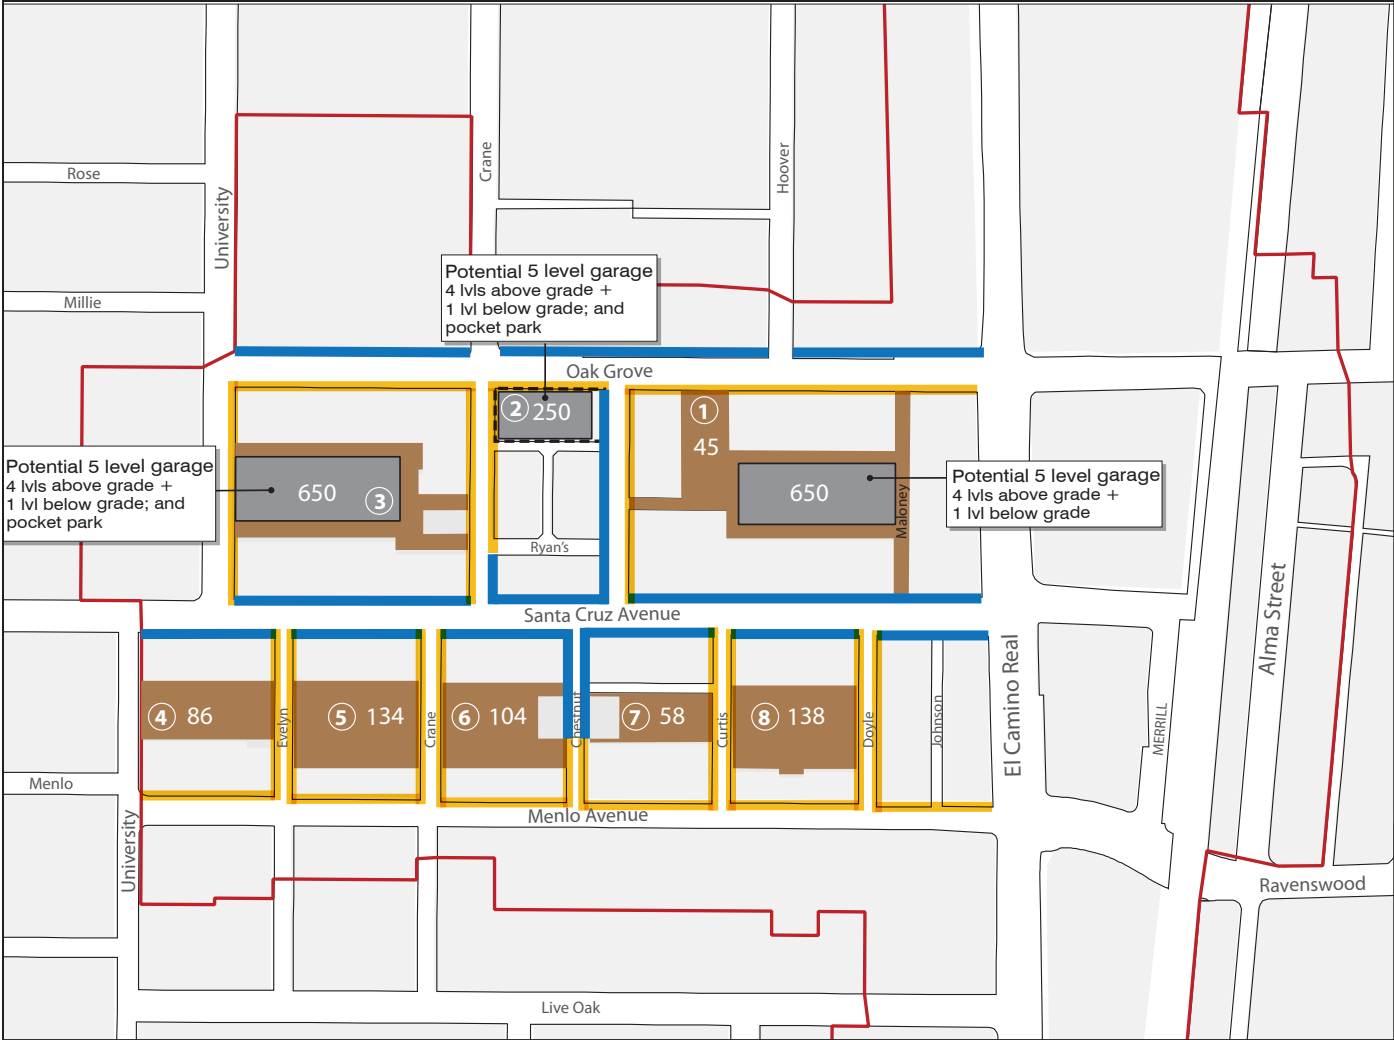 Rose
University
Crane
Hoover
Millie
Potential 5 level garage
4 lvls above grade +
1 lvl below grade; and
pocket park
Oak Grove
2 250
1
45
Potential 5 level garage
4 lvls above grade +
1 lvl below grade; and
pocket park
650
3
650
Maloney
Potential 5 level garage
4 lvls above grade +
1 lvl below grade
Ryan's
Santa Cruz Avenue
Alma Street
El Camino Real
MERRILL
4 86
Evelyn
5 134
Crane
6 104
Chestnut
7 58
Curtis
8 138
Doyle
Johnson
Menlo
Menlo Avenue
University
Ravenswood
Live Oak